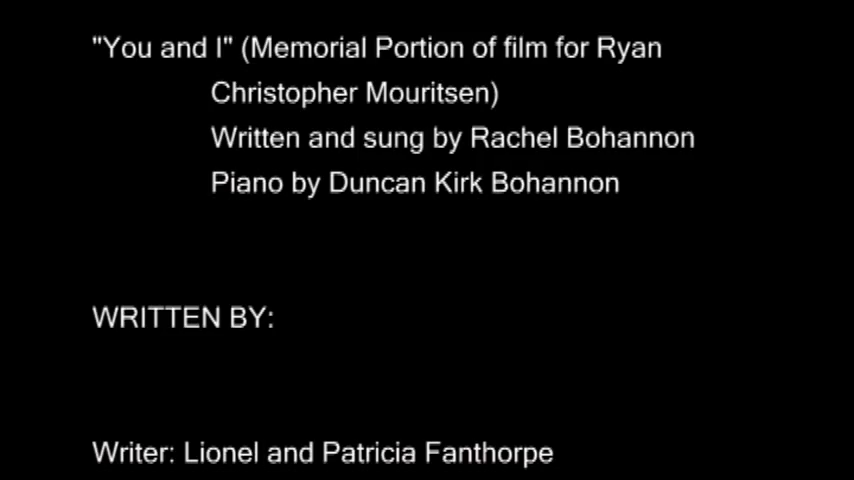 "You and I" (Memorial Portion of film for Ryan
Christopher Mouritsen)
Written and sung by Rachel Bohannon
Piano by Duncan Kirk Bohannon
WRITTEN BY:
Writer: Lionel and Patricia Fanthorpe